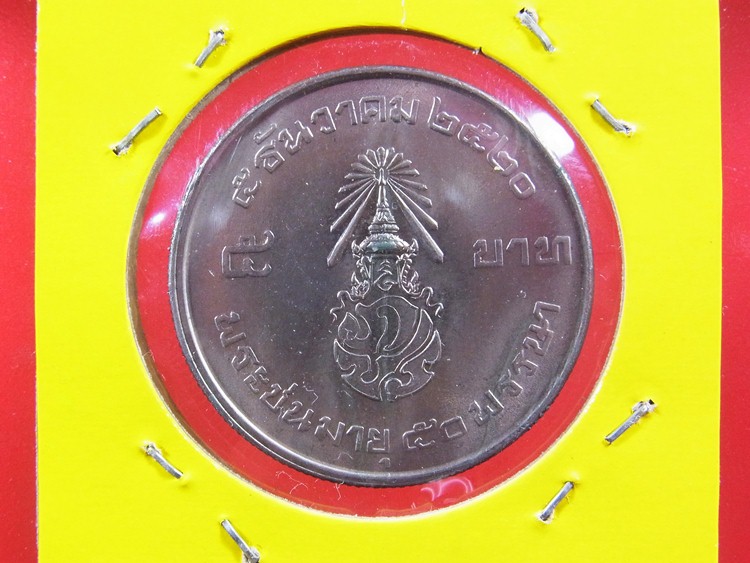 ๕ ธันวาคม ๒๕๒๐
๕ บาท
พระชนมายุ ๕๐ พรรษา